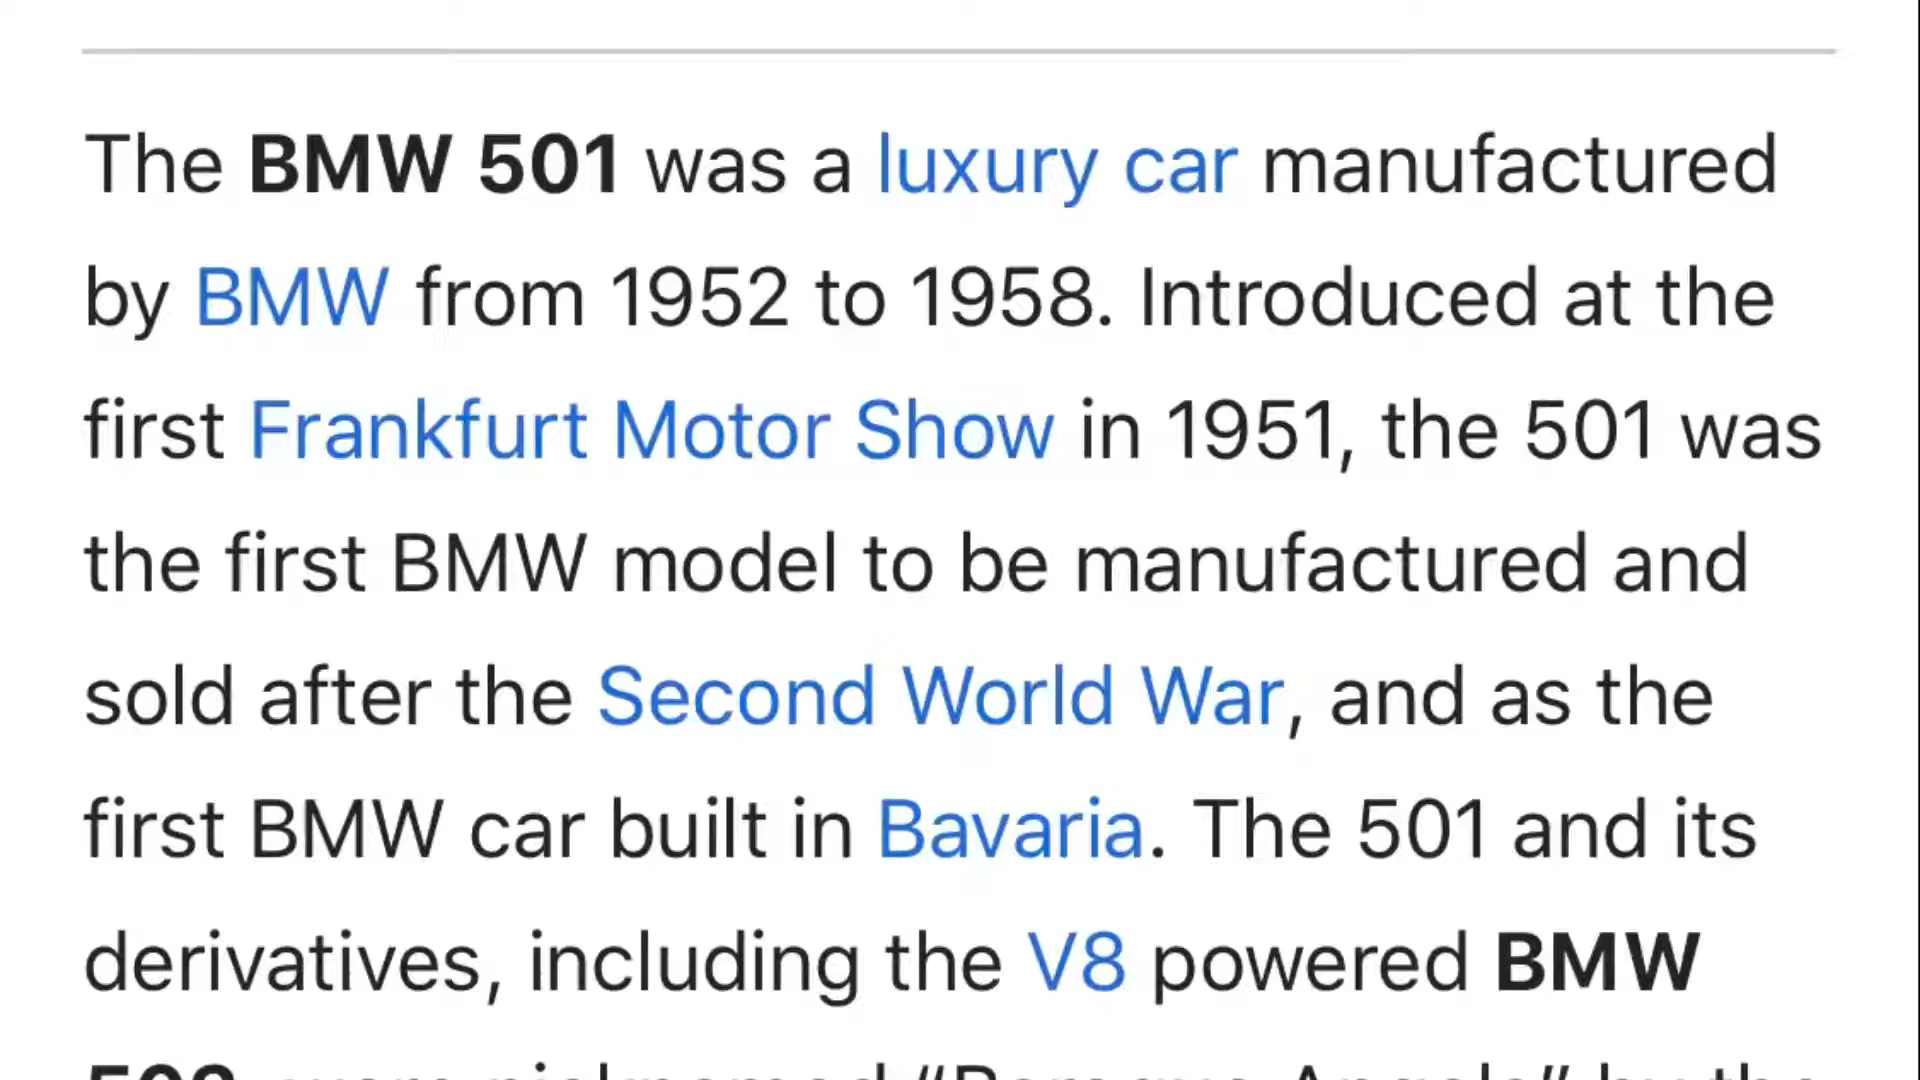 The BMW 501 was a luxury car manufactured
by BMW from 1952 to 1958. Introduced at the
first Frankfurt Motor Show in 1951, the 501 was
the first BMW model to be manufactured and
sold after the Second World War, and as the
first BMW car built in Bavaria. The 501 and its
derivatives, including the V8 powered BMW